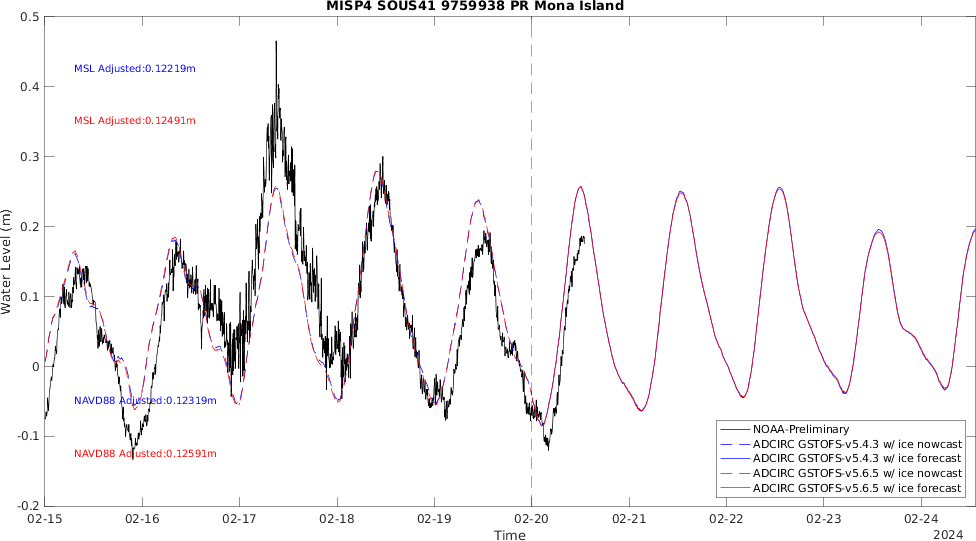 MISP4 SOUS41 9759938 PR Mona Island
0.5
0.4
0.3
0.2
0.1
0
-0.1
-0.2
Water Level (m)
MSL Adjusted:0.12219m
MSL Adjusted:0.12491m
NAVD88 Adjusted:0.12319m
NAVD88 Adjusted:0.12591m
NOAA-Preliminary
ADCIRC GSTOFS-v5.4.3 w/ ice nowcast
ADCIRC GSTOFS-v5.4.3 w/ ice forecast
ADCIRC GSTOFS-v5.6.5 w/ ice nowcast
ADCIRC GSTOFS-v5.6.5 w/ ice forecast
02-15 02-16 02-17 02-18 02-19 02-20 02-21 02-22 02-23 02-24
Time
2024